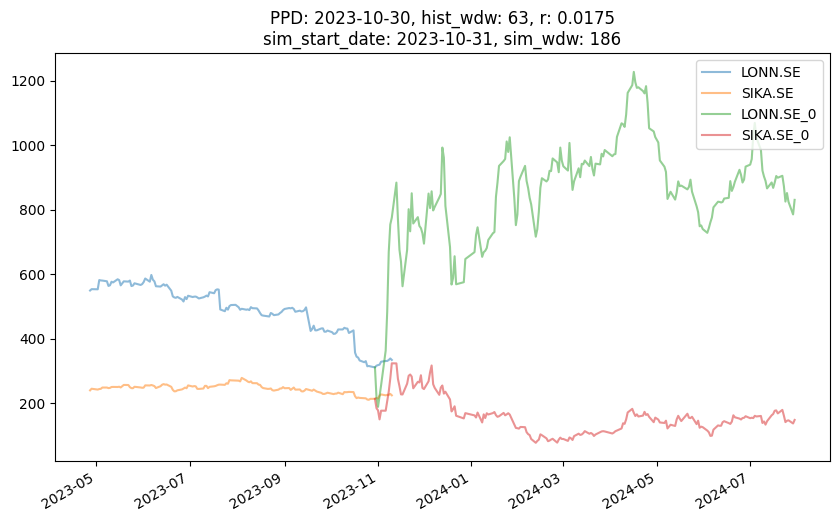 PPD: 2023-10-30, hist_wdw: 63, r: 0.0175
sim_start_date: 2023-10-31, sim_wdw: 186
LONN.SE
SIKA.SE
LONN.SE_0
SIKA.SE_0
1200
1000
800
600
400
200
2023-05
2023-07
2023-09
2023-11
2024-01
2024-03
2024-05
2024-07